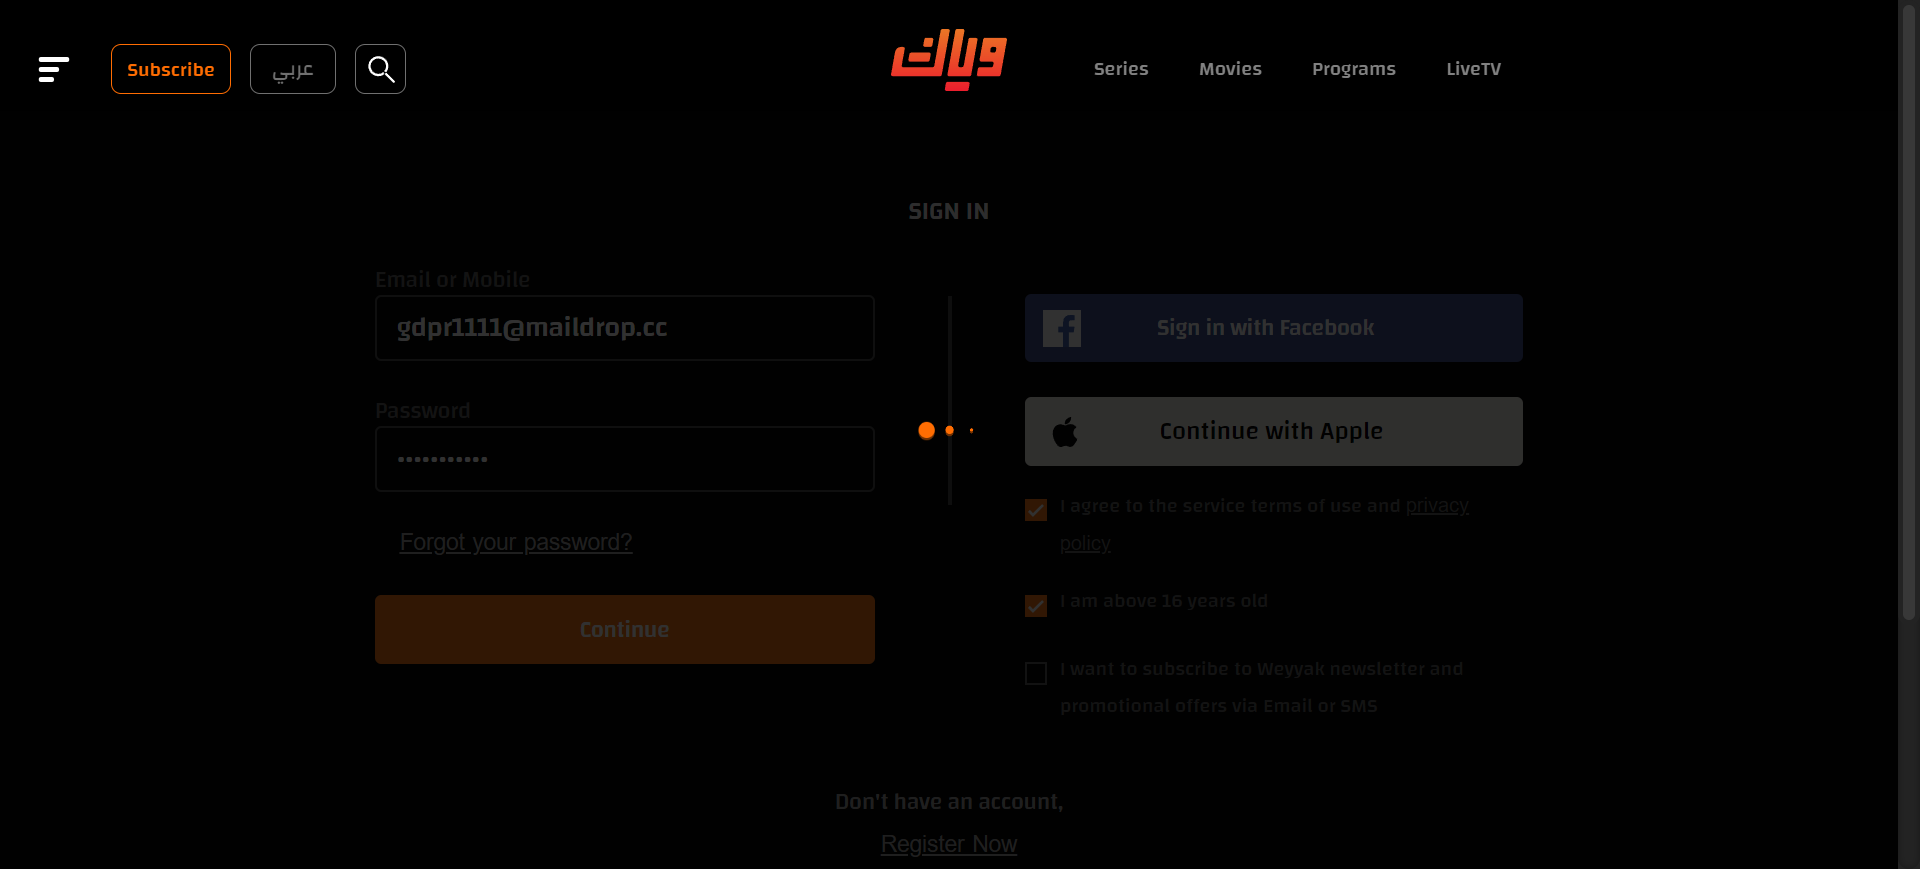 Subscribe
عربي
وياك
Series
Movies
Programs
LiveTV
SIGN IN
Email or Mobile
gdpr1111@maildrop.cc
Password
•••••••••••
Forgot your password?
Continue
Sign in with Facebook
Continue with Apple
I agree to the service terms of use and privacy
policy
I am above 16 years old
I want to subscribe to Weyyak newsletter and
promotional offers via Email or SMS
Don't have an account,
Register Now